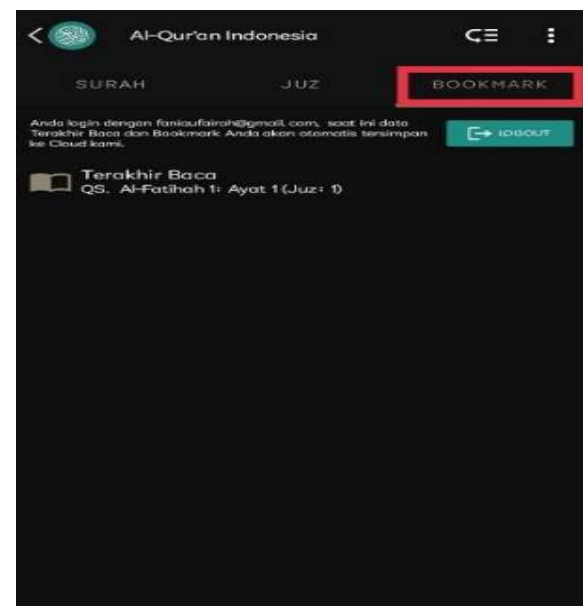 Al-Qur'an Indonesia
SURAH JUZ BOOKMARK
Anda login dengan faniaufairoh@gmail.com, saat ini data
Terakhir Baca dan Bookmark Anda akan otomatis tersimpan
ke Cloud kami.
LOGOUT
Terakhir Baca
QS. Al-Fatihah 1: Ayat 1 (Juz: 1)